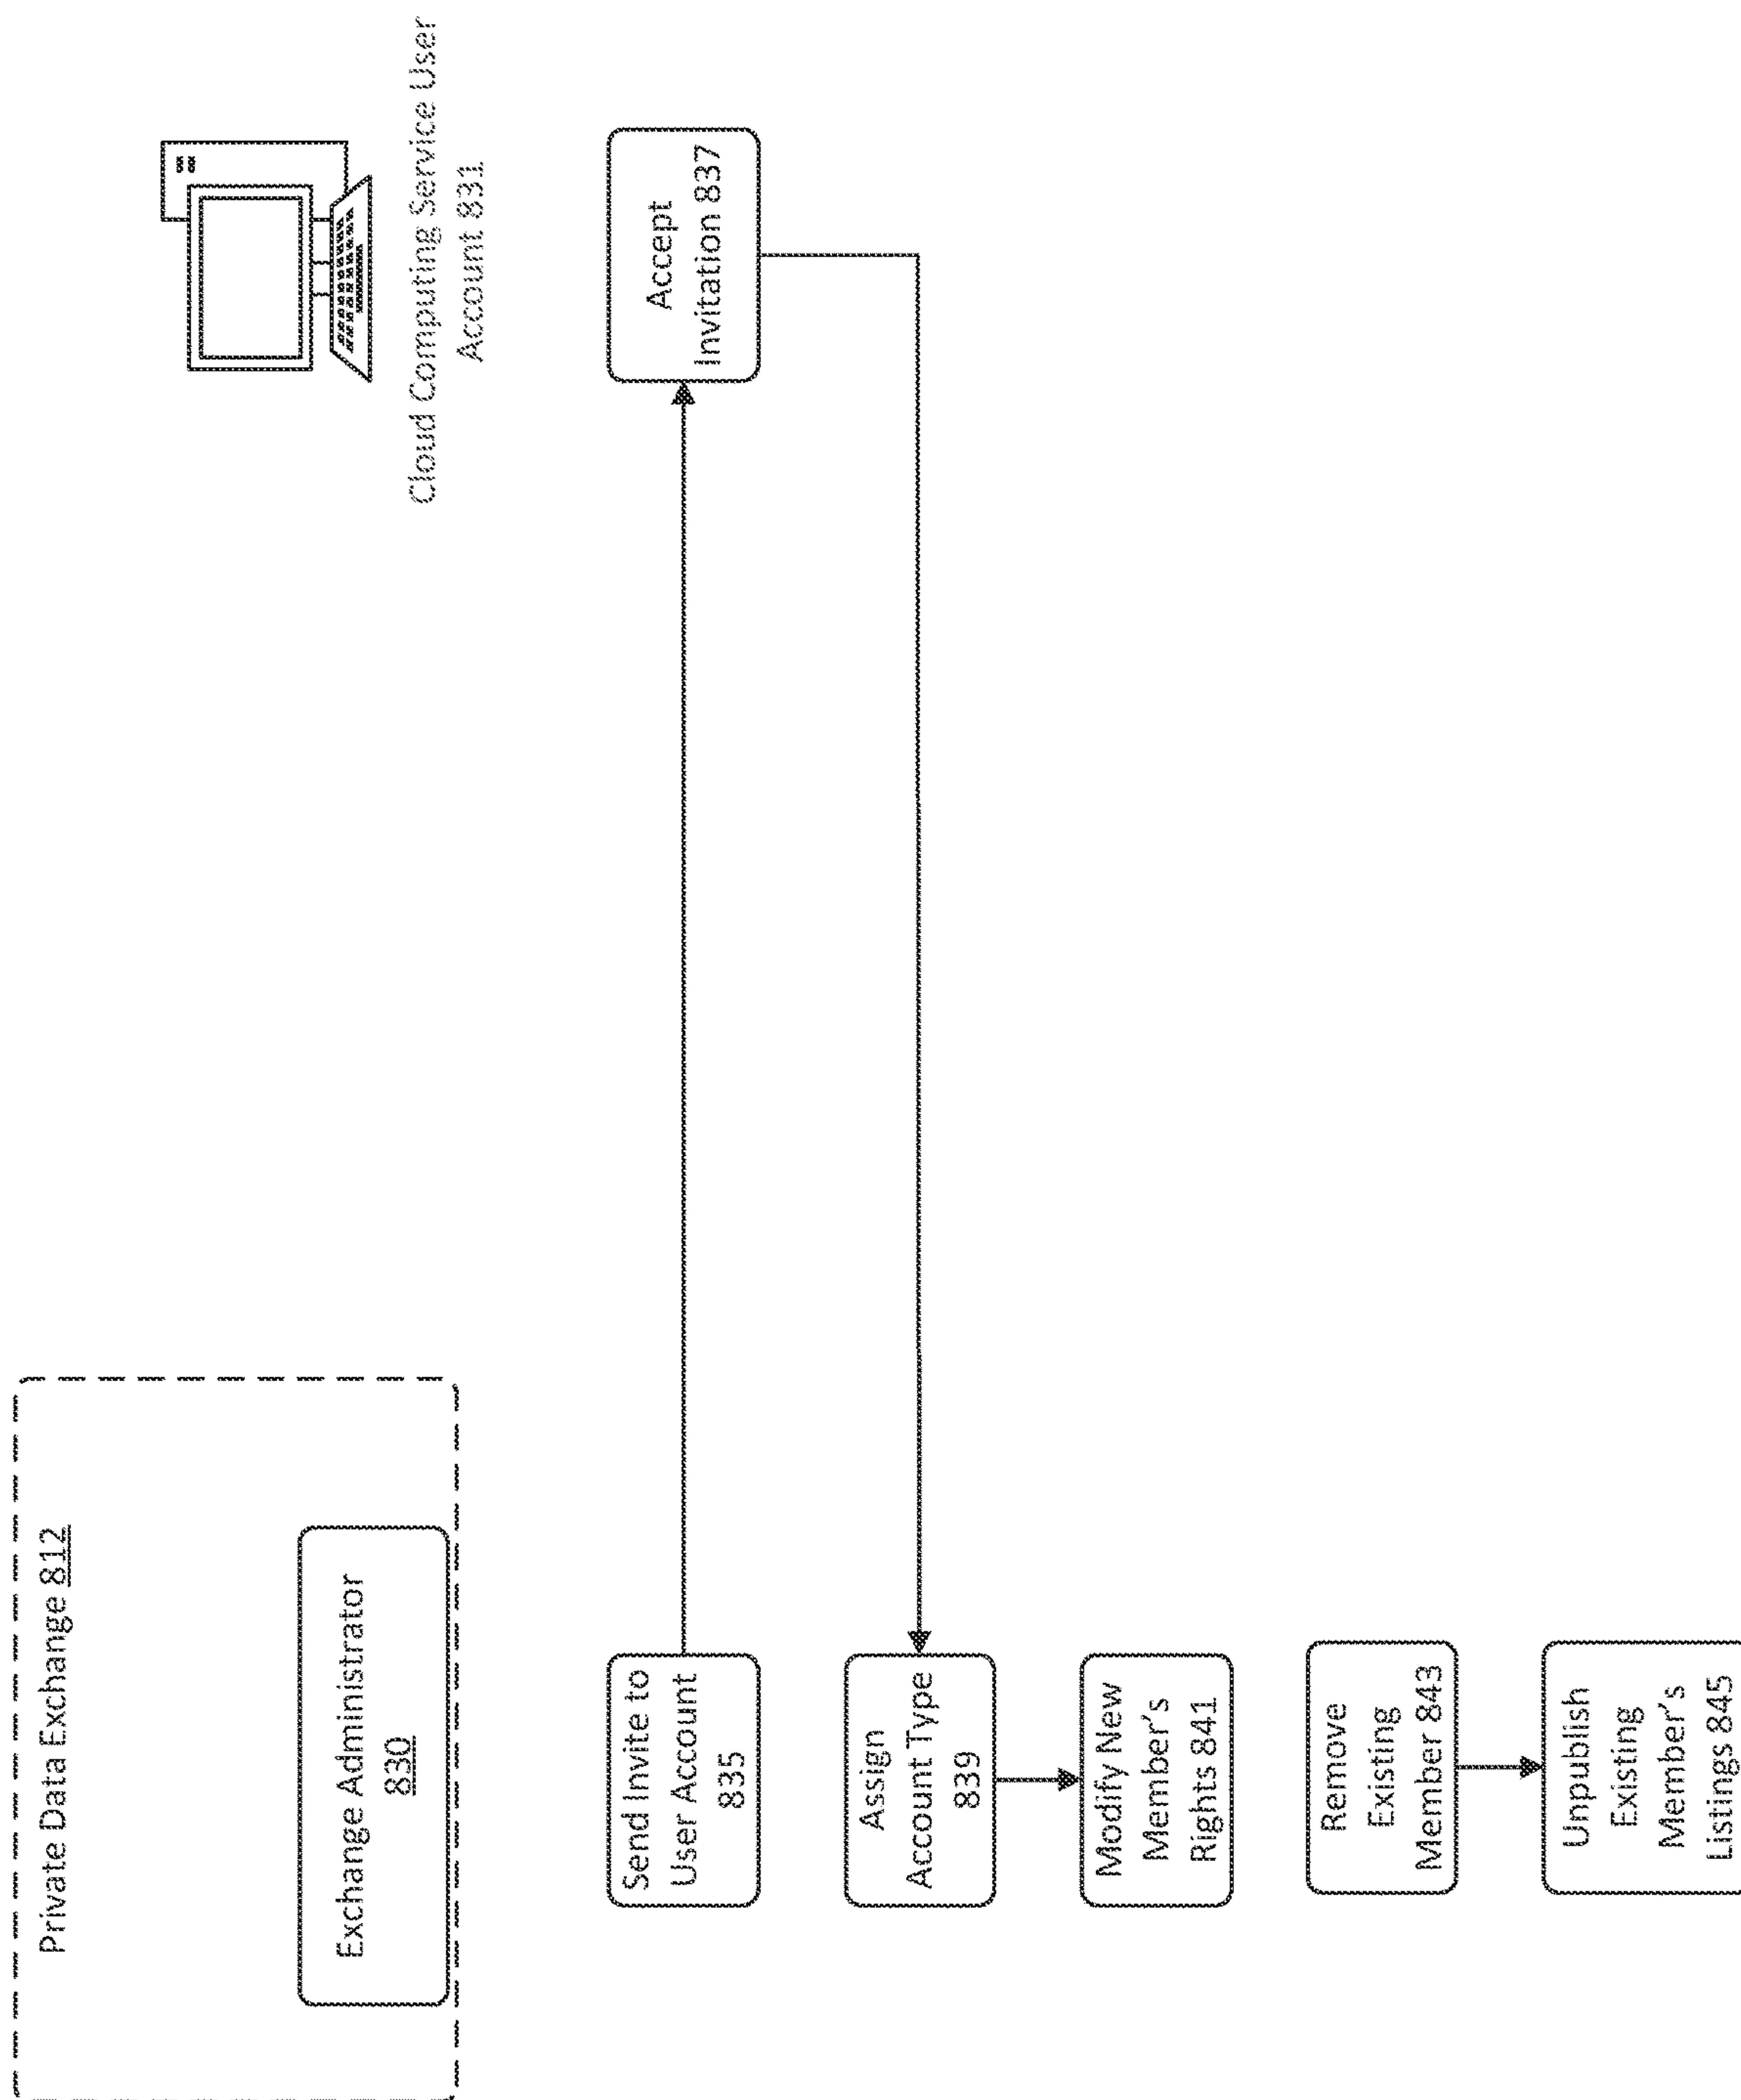 Private Data Exchange 812
Exchange Administrator
830
Cloud Computing Service User
Account 831
Send Invite to
User Account
835
Accept
Invitation 837
Assign
Account Type
839
Modify New
Member's
Rights 841
Remove
Existing
Member 843
Unpublish
Existing
Member's
Listings 845